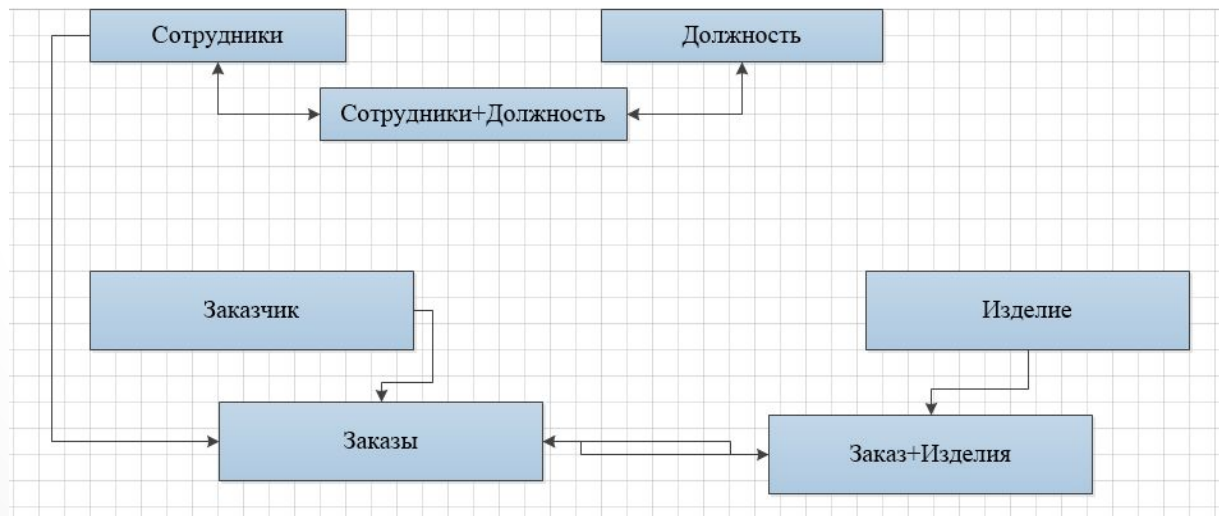 Сотрудники
Должность
Сотрудники+Должность
Заказчик
Изделие
Заказы
Заказ+Изделия